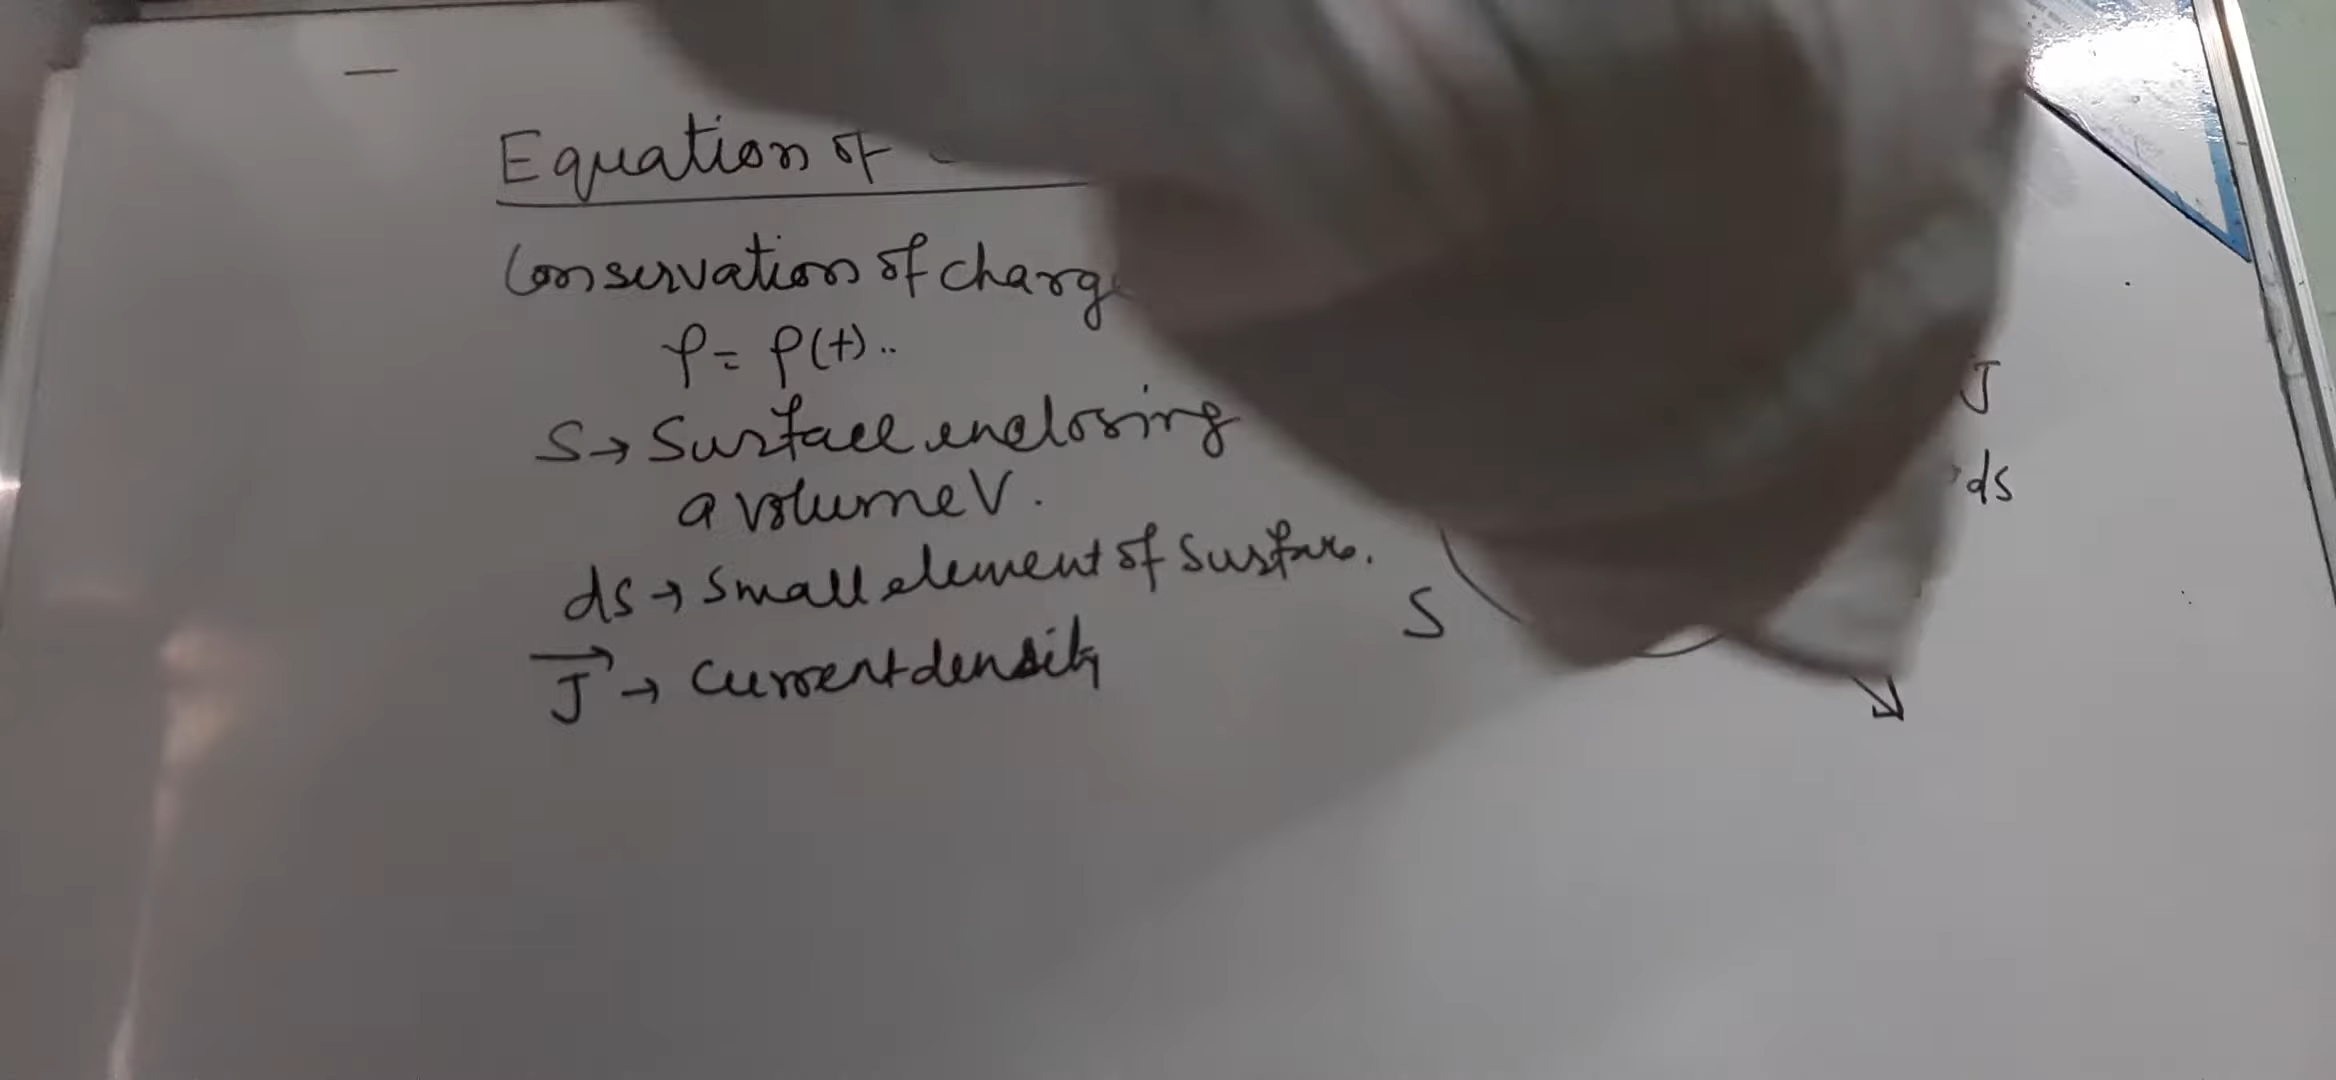 Equation of
Conservation of charg
ρ = ρ(t)..
S → Surface enclosing
a volume V.
ds → Small element of Surface.
J → Current density
J
ds
S